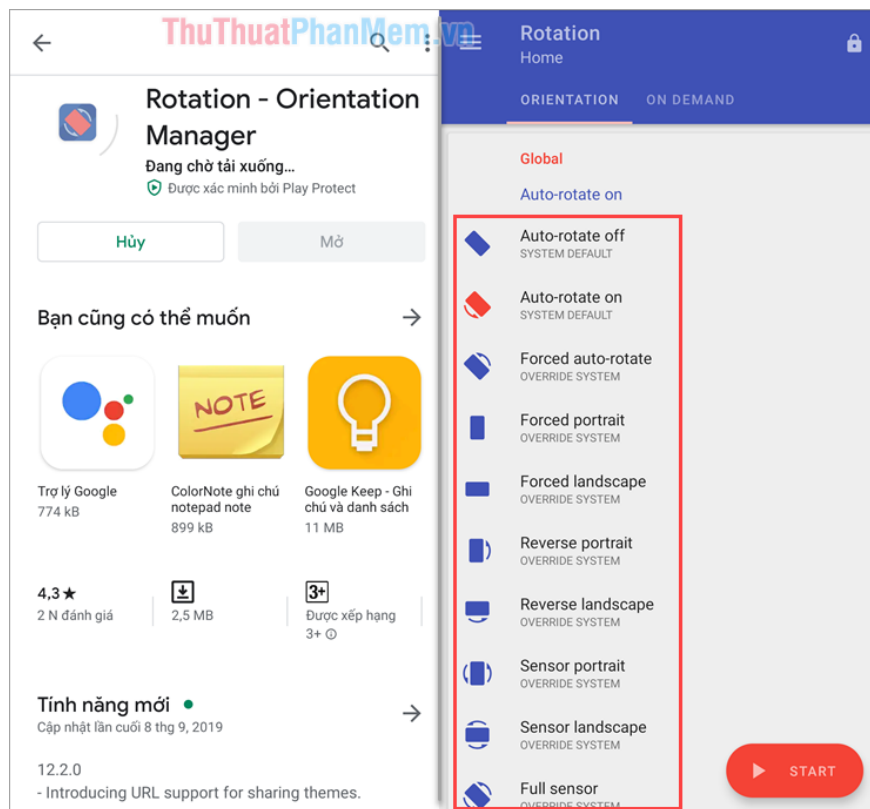 ThuThuatPhanMem.vn
Rotation - Orientation
Manager
Đang chờ tải xuống...
Được xác minh bởi Play Protect
Hủy
Mở
Bạn cũng có thể muốn
NOTE
Trợ lý Google
774 kB
ColorNote ghi chú
notepad note
899 kB
Google Keep - Ghi
chú và danh sách
11 MB
4,3★
2 N đánh giá
2,5 MB
3+
Được xếp hạng
3+
Tính năng mới
Cập nhật lần cuối 8 thg 9, 2019
12.2.0
- Introducing URL support for sharing themes.
Rotation
Home
ORIENTATION
ON DEMAND
Global
Auto-rotate on
Auto-rotate off
SYSTEM DEFAULT
Auto-rotate on
SYSTEM DEFAULT
Forced auto-rotate
OVERRIDE SYSTEM
Forced portrait
OVERRIDE SYSTEM
Forced landscape
OVERRIDE SYSTEM
Reverse portrait
OVERRIDE SYSTEM
Reverse landscape
OVERRIDE SYSTEM
Sensor portrait
OVERRIDE SYSTEM
Sensor landscape
OVERRIDE SYSTEM
Full sensor
OVERRIDE SYSTEM
START